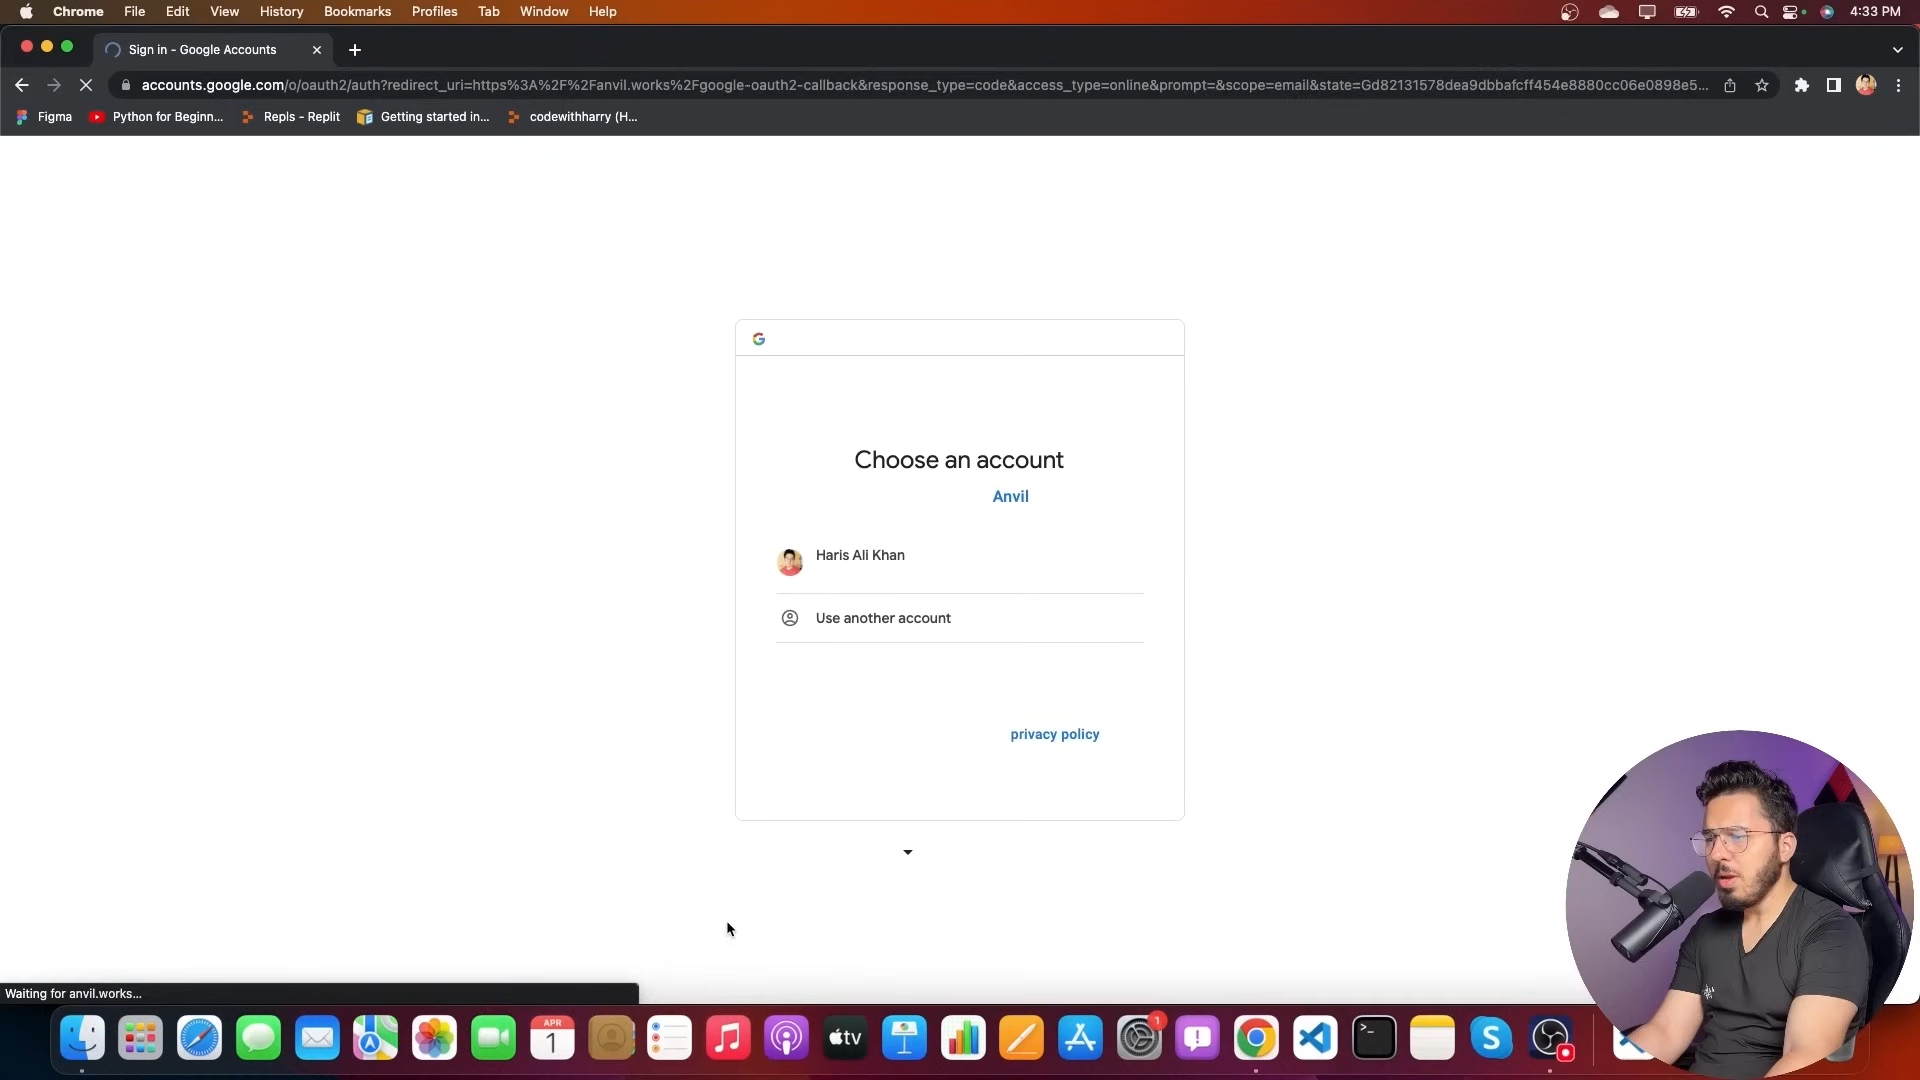 Chrome File Edit View History Bookmarks Profiles Tab Window Help 4:33 PM
Sign in - Google Accounts
accounts.google.com/o/oauth2/auth?redirect_uri=https%3A%2F%2Fanvil.works%2Fgoogle-oauth2-callback&response_type=code&access_type=online&prompt=&scope=email&state=Gd82131578dea9dbbafcff454e8880cc06e0898e5...
Figma Python for Beginn... Repls - Replit Getting started in... codewithharry (H...
G
Choose an account
Anvil
Haris Ali Khan
Use another account
privacy policy
Waiting for anvil.works...
APR
1
tv
1
>_
S